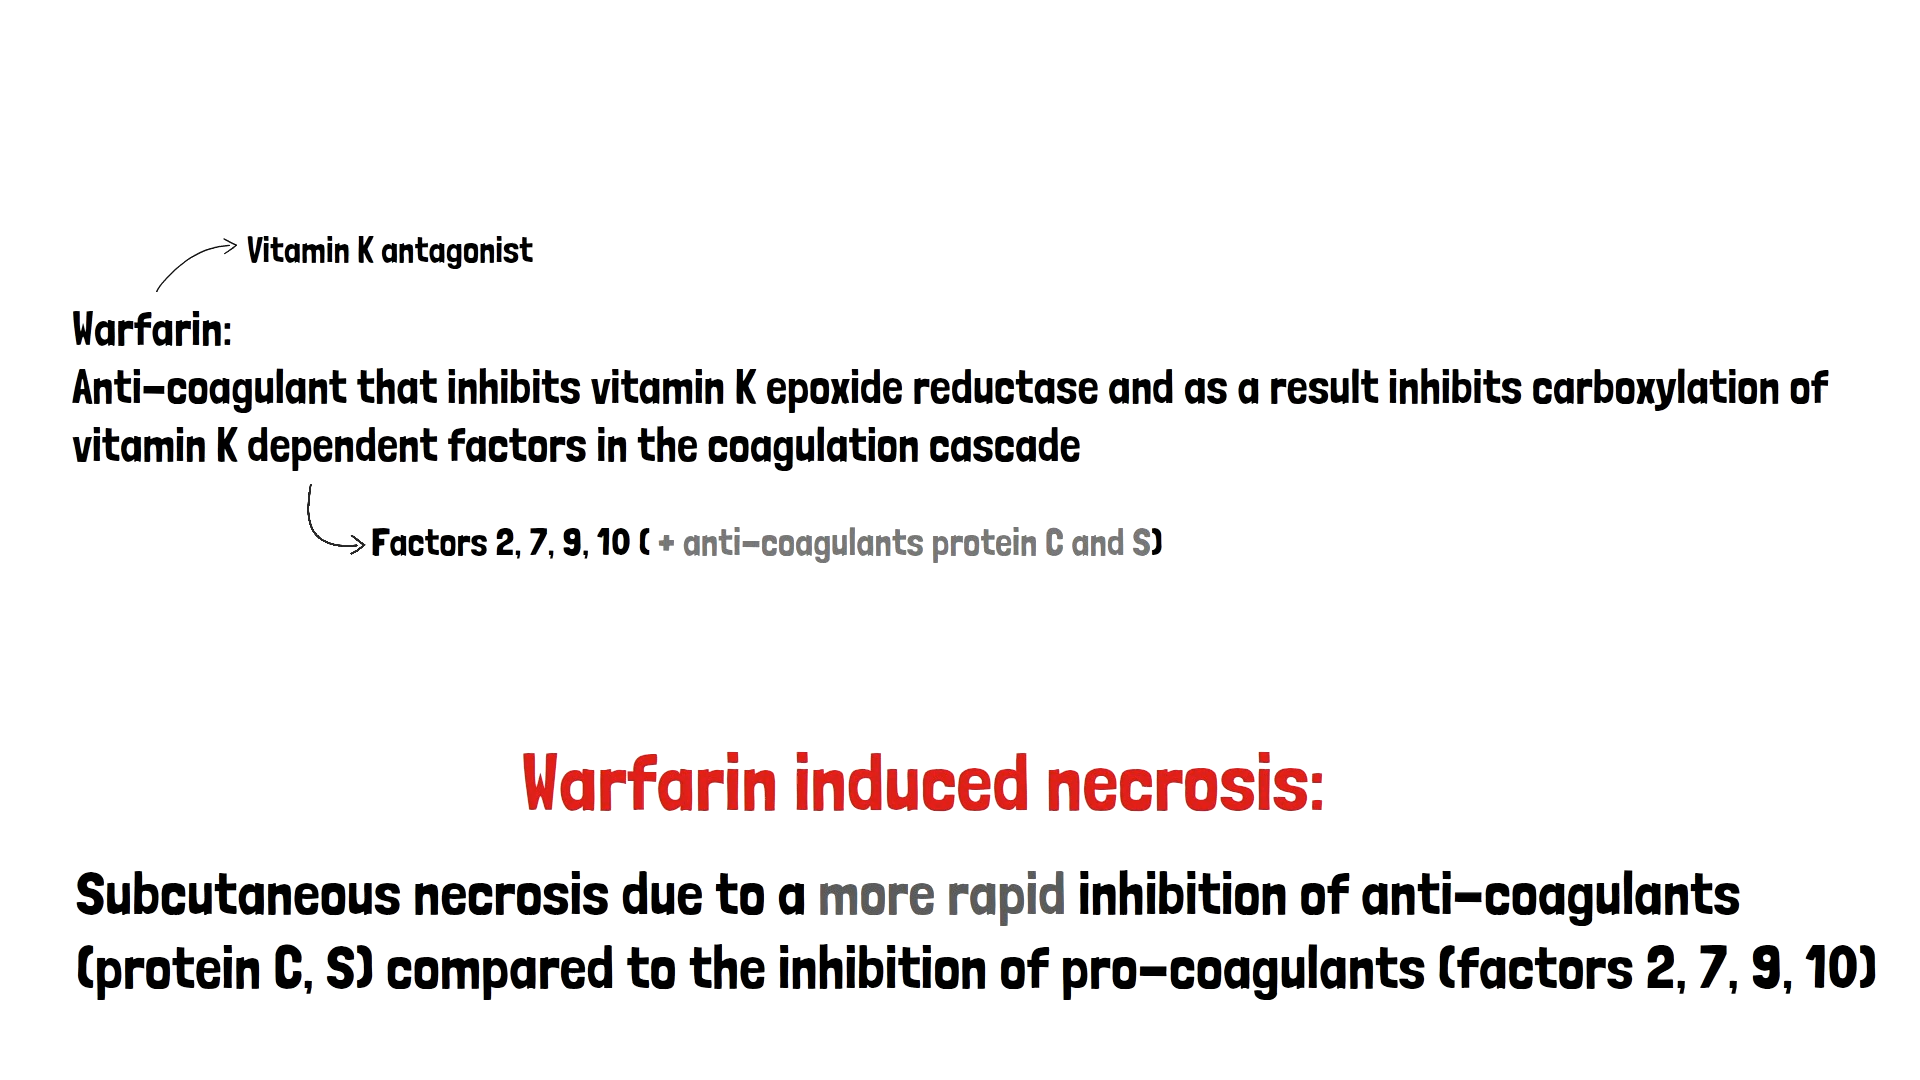 Vitamin K antagonist
Warfarin:
Anti-coagulant that inhibits vitamin K epoxide reductase and as a result inhibits carboxylation of
vitamin K dependent factors in the coagulation cascade
Factors 2, 7, 9, 10 ( + anti-coagulants protein C and S)
Warfarin induced necrosis:
Subcutaneous necrosis due to a more rapid inhibition of anti-coagulants
(protein C, S) compared to the inhibition of pro-coagulants (factors 2, 7, 9, 10)